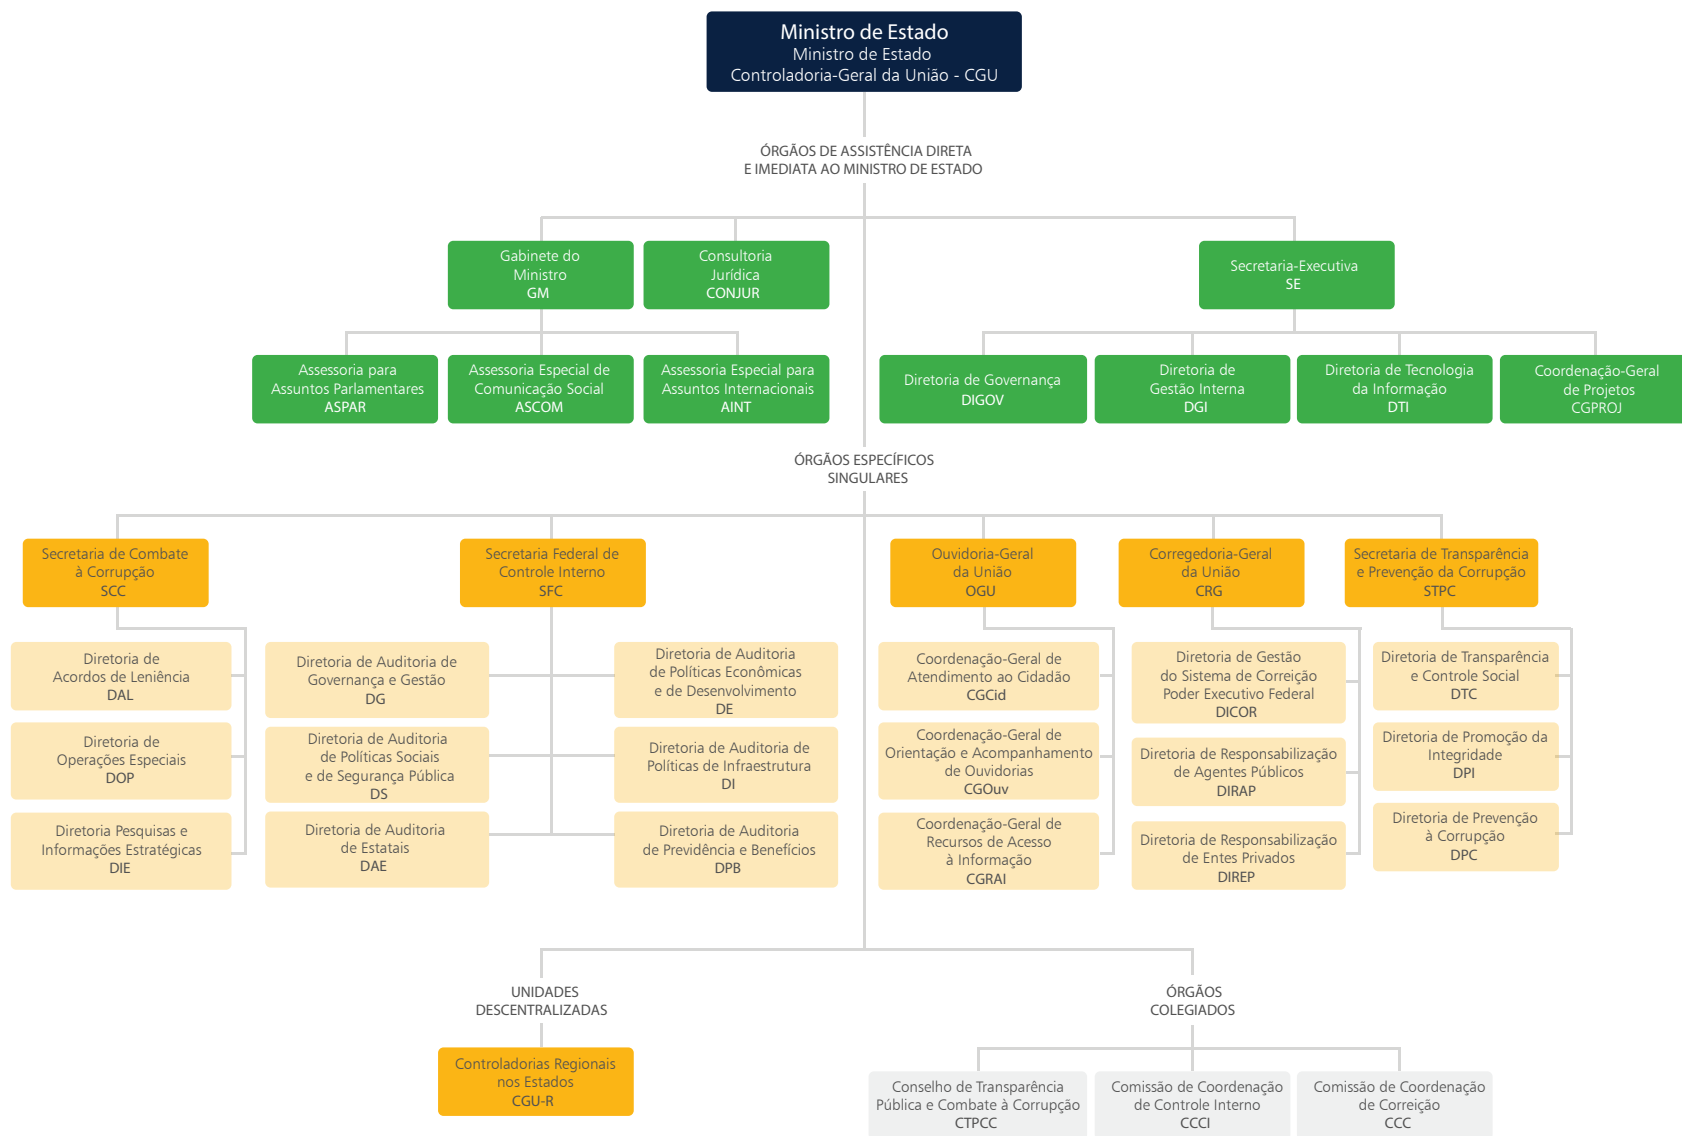 Ministro de Estado
Ministro de Estado
Controladoria-Geral da União - CGU
ÓRGÃOS DE ASSISTÊNCIA DIRETA
E IMEDIATA AO MINISTRO DE ESTADO
Gabinete do
Ministro
GM
Consultoria
Jurídica
CONJUR
Secretaria-Executiva
SE
Assessoria para
Assuntos Parlamentares
ASPAR
Assessoria Especial de
Comunicação Social
ASCOM
Assessoria Especial para
Assuntos Internacionais
AINT
Diretoria de Governança
DIGOV
Diretoria de
Gestão Interna
DGI
Diretoria de Tecnologia
da Informação
DTI
Coordenação-Geral
de Projetos
CGPROJ
ÓRGÃOS ESPECÍFICOS
SINGULARES
Secretaria de Combate
à Corrupção
SCC
Secretaria Federal de
Controle Interno
SFC
Ouvidoria-Geral
da União
OGU
Corregedoria-Geral
da União
CRG
Secretaria de Transparência
e Prevenção da Corrupção
STPC
Diretoria de
Acordos de Leniência
DAL
Diretoria de
Operações Especiais
DOP
Diretoria Pesquisas e
Informações Estratégicas
DIE
Diretoria de Auditoria de
Governança e Gestão
DG
Diretoria de Auditoria
de Políticas Sociais
e de Segurança Pública
DS
Diretoria de Auditoria
de Estatais
DAE
Diretoria de Auditoria
de Políticas Econômicas
e de Desenvolvimento
DE
Diretoria de Auditoria de
Políticas de Infraestrutura
DI
Diretoria de Auditoria
de Previdência e Benefícios
DPB
Coordenação-Geral de
Atendimento ao Cidadão
CGCid
Coordenação-Geral de
Orientação e Acompanhamento
de Ouvidorias
CGOuv
Coordenação-Geral de
Recursos de Acesso
à Informação
CGRAI
Diretoria de Gestão
do Sistema de Correição
Poder Executivo Federal
DICOR
Diretoria de Responsabilização
de Agentes Públicos
DIRAP
Diretoria de Responsabilização
de Entes Privados
DIREP
Diretoria de Transparência
e Controle Social
DTC
Diretoria de Promoção da
Integridade
DPI
Diretoria de Prevenção
à Corrupção
DPC
UNIDADES
DESCENTRALIZADAS
Controladorias Regionais
nos Estados
CGU-R
ÓRGÃOS
COLEGIADOS
Conselho de Transparência
Pública e Combate à Corrupção
CTPCC
Comissão de Coordenação
de Controle Interno
CCCI
Comissão de Coordenação
de Correição
CCC